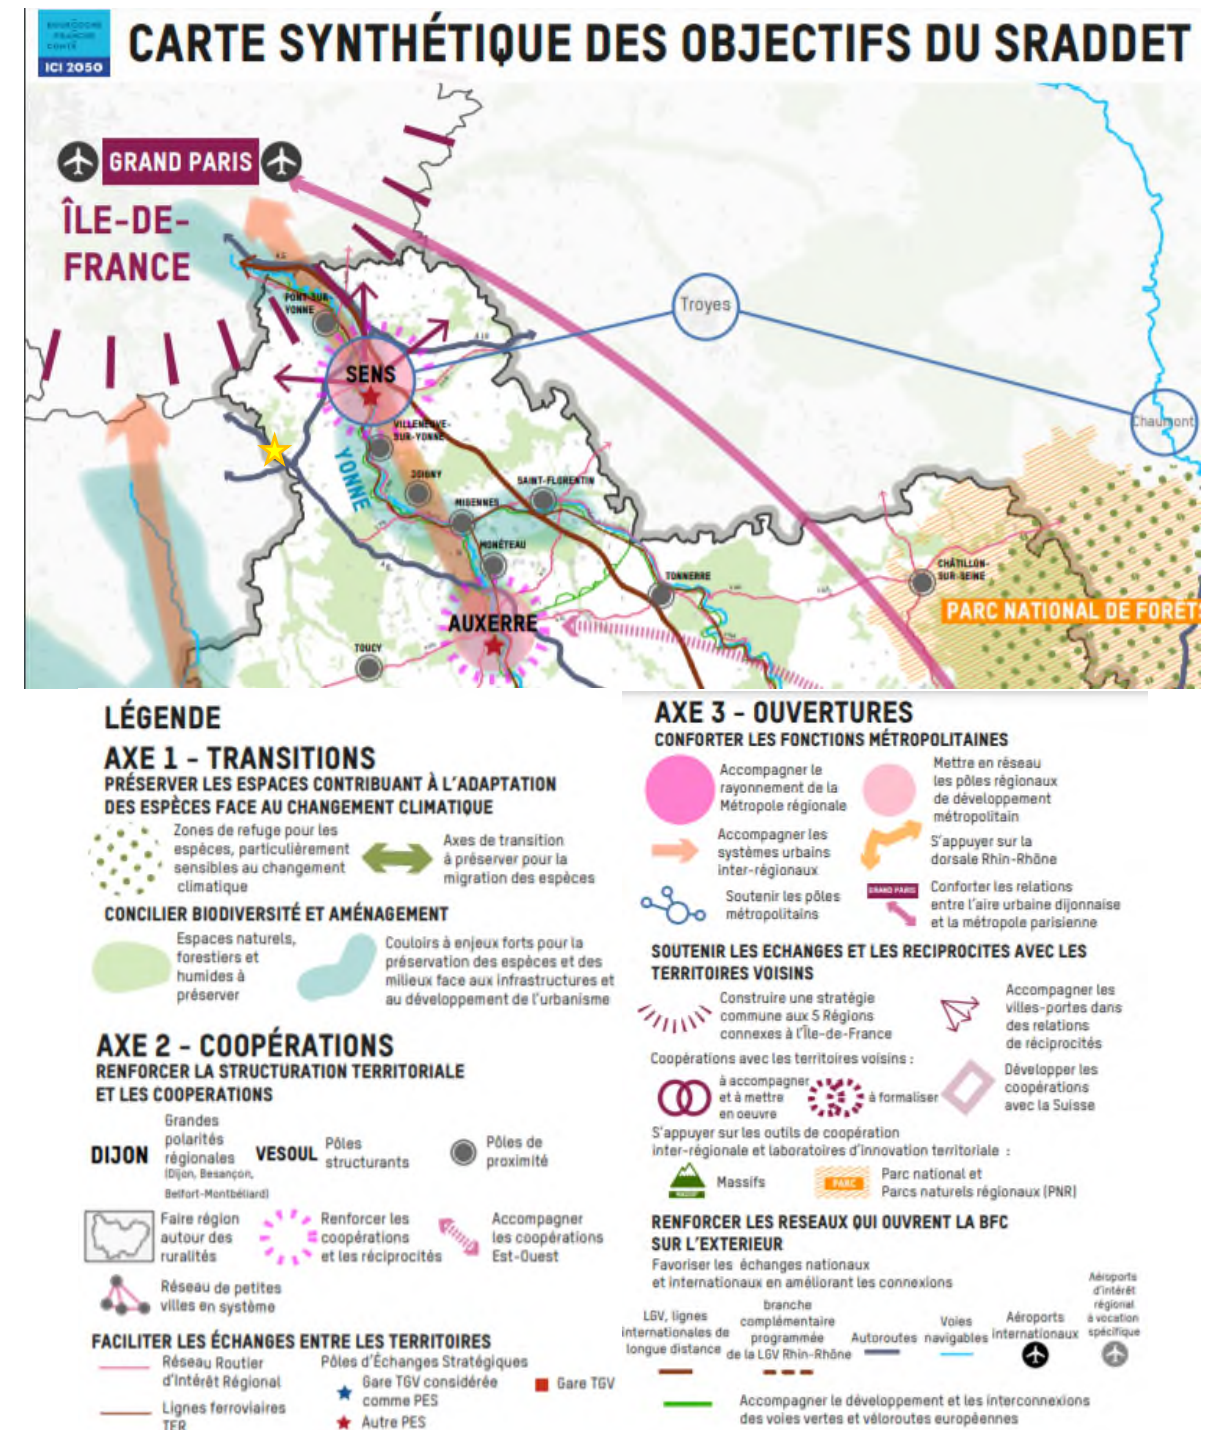 BOURGOGNE
FRANCHE
COMTÉ
ICI 2050
CARTE SYNTHÉTIQUE DES OBJECTIFS DU SRADDET
GRAND PARIS
ÎLE-DE-
FRANCE
A 5
PONT-SUR-
YONNE
Troyes
A 19
SENS
Chaumont
VILLENEUVE-
SUR-YONNE
YONNE
JOIGNY
SAINT-FLORENTIN
MIGENNES
MONÉTEAU
A 6
TONNERRE
CHÂTILLON-
SUR-SEINE
PARC NATIONAL DE FORÊTS
AUXERRE
TOUCY
LÉGENDE
AXE 1 - TRANSITIONS
PRÉSERVER LES ESPACES CONTRIBUANT À L'ADAPTATION
DES ESPÈCES FACE AU CHANGEMENT CLIMATIQUE
Zones de refuge pour les
espèces, particulièrement
sensibles au changement
climatique
Axes de transition
à préserver pour la
migration des espèces
CONCILIER BIODIVERSITÉ ET AMÉNAGEMENT
Espaces naturels,
forestiers et
humides à
préserver
Couloirs à enjeux forts pour la
préservation des espèces et des
milieux face aux infrastructures et
au développement de l'urbanisme
AXE 2 - COOPÉRATIONS
RENFORCER LA STRUCTURATION TERRITORIALE
ET LES COOPERATIONS
DIJON
Grandes
polarités
régionales
(Dijon, Besançon,
Belfort-Montbéliard)
VESOUL
Pôles
structurants
Pôles de
proximité
Faire région
autour des
ruralités
Renforcer les
coopérations
et les réciprocités
Accompagner
les coopérations
Est-Ouest
Réseau de petites
villes en système
FACILITER LES ÉCHANGES ENTRE LES TERRITOIRES
Réseau Routier
d'Intérêt Régional
Lignes ferroviaires
TER
Pôles d'Échanges Stratégiques
Gare TGV considérée
comme PES
Autre PES
Gare TGV
AXE 3 - OUVERTURES
CONFORTER LES FONCTIONS MÉTROPOLITAINES
Accompagner le
rayonnement de la
Métropole régionale
Mettre en réseau
les pôles régionaux
de développement
métropolitain
Accompagner les
systèmes urbains
inter-régionaux
S'appuyer sur la
dorsale Rhin-Rhône
Soutenir les pôles
métropolitains
GRAND PARIS
Conforter les relations
entre l'aire urbaine dijonnaise
et la métropole parisienne
SOUTENIR LES ECHANGES ET LES RECIPROCITES AVEC LES
TERRITOIRES VOISINS
Construire une stratégie
commune aux 5 Régions
connexes à l'Île-de-France
Accompagner les
villes-portes dans
des relations
de réciprocités
Coopérations avec les territoires voisins :
à accompagner
et à mettre
en oeuvre
à formaliser
Développer les
coopérations
avec la Suisse
S'appuyer sur les outils de coopération
inter-régionale et laboratoires d'innovation territoriale :
MASSIF
Massifs
PARC
Parc national et
Parcs naturels régionaux (PNR)
RENFORCER LES RESEAUX QUI OUVRENT LA BFC
SUR L'EXTERIEUR
Favoriser les échanges nationaux
et internationaux en améliorant les connexions
LGV, lignes
internationales de
longue distance
branche
complémentaire
programmée
de la LGV Rhin-Rhône
Autoroutes
Voies
navigables
Aéroports
internationaux
Aéroports
d'intérêt
régional
à vocation
spécifique
Accompagner le développement et les interconnexions
des voies vertes et véloroutes européennes